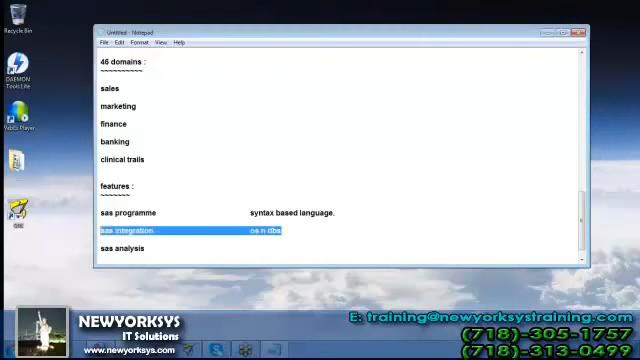 Recycle Bin
DAEMON
Tools Lite
WebEx Player
Untitled - Notepad
File Edit Format View Help
46 domains :
~~~~~~~~~~
sales
marketing
finance
banking
clinical trails
features :
~~~~~~~
sas programme syntax based language.
sas integration os n dbs
sas analysis
NEWYORKSYS
IT Solutions
www.newyorksys.com
E: training@newyorksystraining.com
(718)-305-1757
(718)-313-0499